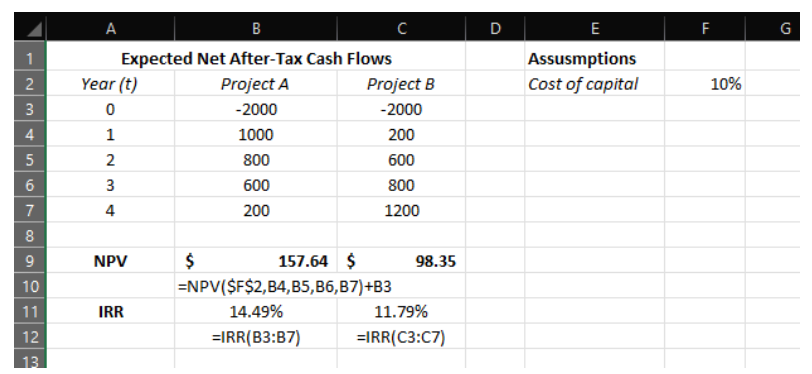 A B C D E F G
1 Expected Net After-Tax Cash Flows Assusmptions
2 Year (t) Project A Project B Cost of capital 10%
3 0 -2000 -2000
4 1 1000 200
5 2 800 600
6 3 600 800
7 4 200 1200
8
9 NPV $ 157.64 $ 98.35
10 =NPV($F$2,B4,B5,B6,B7)+B3
11 IRR 14.49% 11.79%
12 =IRR(B3:B7) =IRR(C3:C7)
13